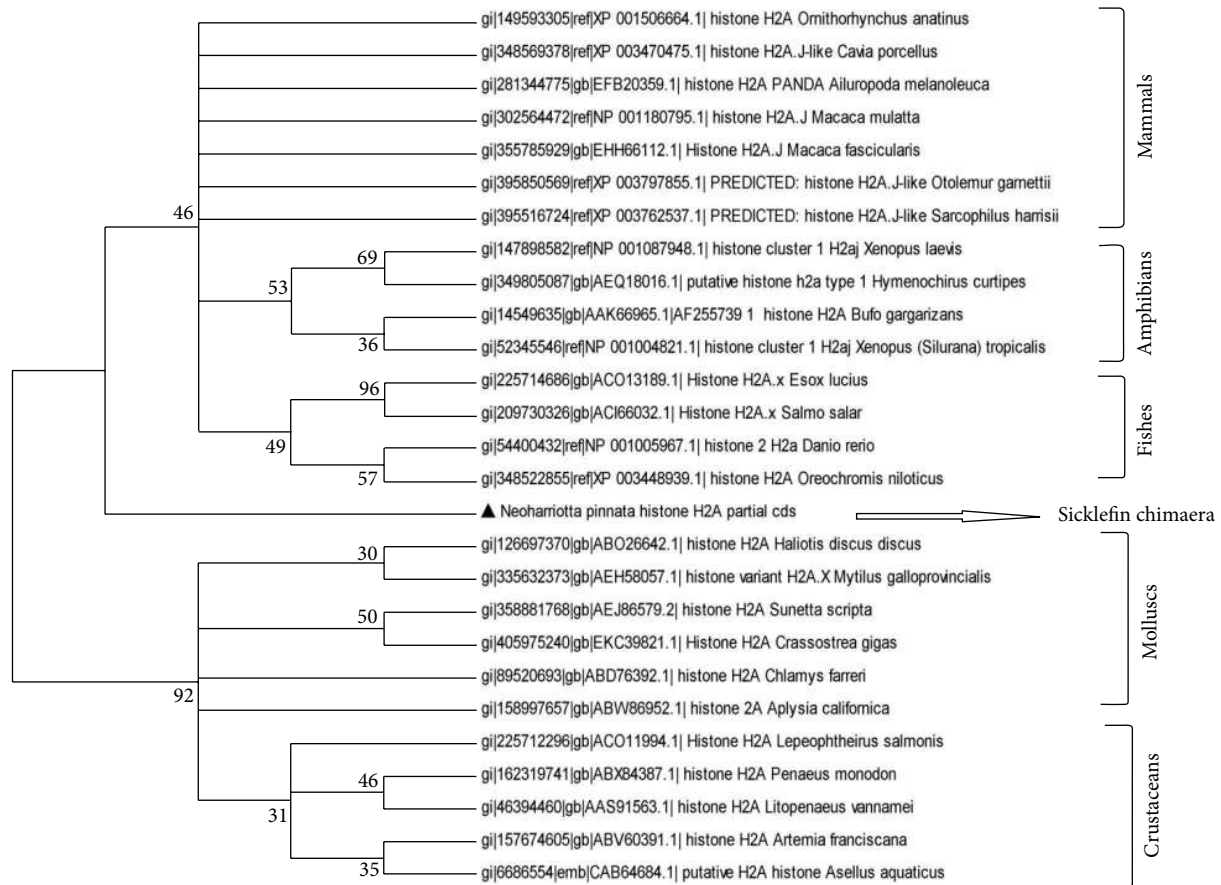 gi|149593305|ref|XP 001506664.1| histone H2A Ornithorhynchus anatinus
gi|348569378|ref|XP 003470475.1| histone H2A.J-like Cavia porcellus
gi|281344775|gb|EFB20359.1| histone H2A PANDA Ailuropoda melanoleuca
gi|302564472|ref|NP 001180795.1| histone H2A.J Macaca mulatta
gi|355785929|gb|EHH66112.1| Histone H2A.J Macaca fascicularis
gi|395850569|ref|XP 003797855.1| PREDICTED: histone H2A.J-like Otolemur garnettii
gi|395516724|ref|XP 003762537.1| PREDICTED: histone H2A.J-like Sarcophilus harrisii
Mammals
46
gi|147898582|ref|NP 001087948.1| histone cluster 1 H2aj Xenopus laevis
69
gi|349805087|gb|AEQ18016.1| putative histone h2a type 1 Hymenochirus curtipes
53
gi|14549635|gb|AAK66965.1|AF255739 1 histone H2A Bufo gargarizans
36
gi|52345546|ref|NP 001004821.1| histone cluster 1 H2aj Xenopus (Silurana) tropicalis
Amphibians
gi|225714686|gb|ACO13189.1| Histone H2A.x Esox lucius
96
gi|209730326|gb|ACI66032.1| Histone H2A.x Salmo salar
49
gi|54400432|ref|NP 001005967.1| histone 2 H2a Danio rerio
57
gi|348522855|ref|XP 003448939.1| histone H2A Oreochromis niloticus
Fishes
▲ Neoharriotta pinnata histone H2A partial cds
Sicklefin chimaera
gi|126697370|gb|ABO26642.1| histone H2A Haliotis discus discus
30
gi|335632373|gb|AEH58057.1| histone variant H2A.X Mytilus galloprovincialis
gi|358881768|gb|AEJ86579.2| histone H2A Sunetta scripta
50
gi|405975240|gb|EKC39821.1| Histone H2A Crassostrea gigas
gi|89520693|gb|ABD76392.1| histone H2A Chlamys farreri
92
gi|158997657|gb|ABW86952.1| histone 2A Aplysia californica
Molluscs
gi|225712296|gb|ACO11994.1| Histone H2A Lepeophtheirus salmonis
gi|162319741|gb|ABX84387.1| histone H2A Penaeus monodon
46
gi|46394460|gb|AAS91563.1| histone H2A Litopenaeus vannamei
31
gi|157674605|gb|ABV60391.1| histone H2A Artemia franciscana
35
gi|6686554|emb|CAB64684.1| putative H2A histone Asellus aquaticus
Crustaceans